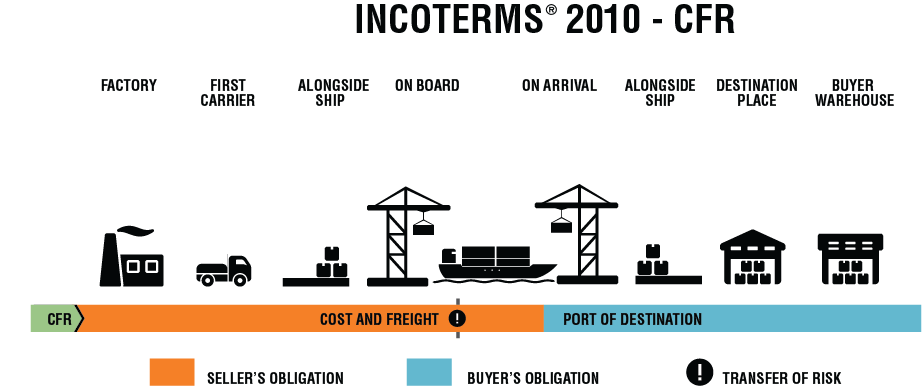 INCOTERMS® 2010 - CFR
FACTORY
FIRST
CARRIER
ALONGSIDE
SHIP
ON BOARD
ON ARRIVAL
ALONGSIDE
SHIP
DESTINATION
PLACE
BUYER
WAREHOUSE
CFR
COST AND FREIGHT
PORT OF DESTINATION
SELLER'S OBLIGATION
BUYER'S OBLIGATION
TRANSFER OF RISK